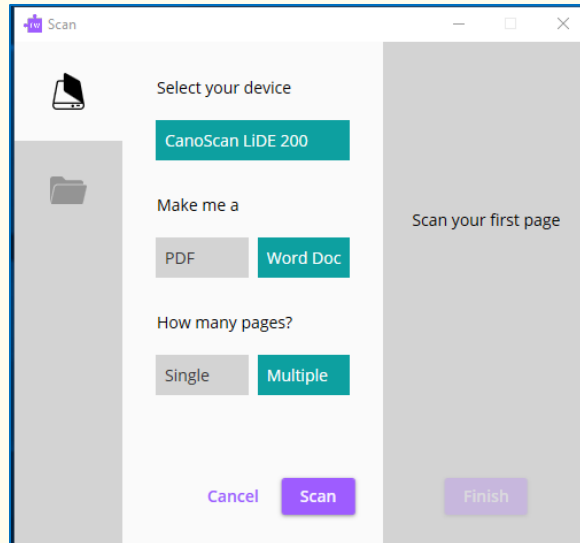 rw Scan
Select your device
CanoScan LiDE 200
Make me a
PDF Word Doc
How many pages?
Single Multiple
Cancel Scan
Scan your first page
Finish